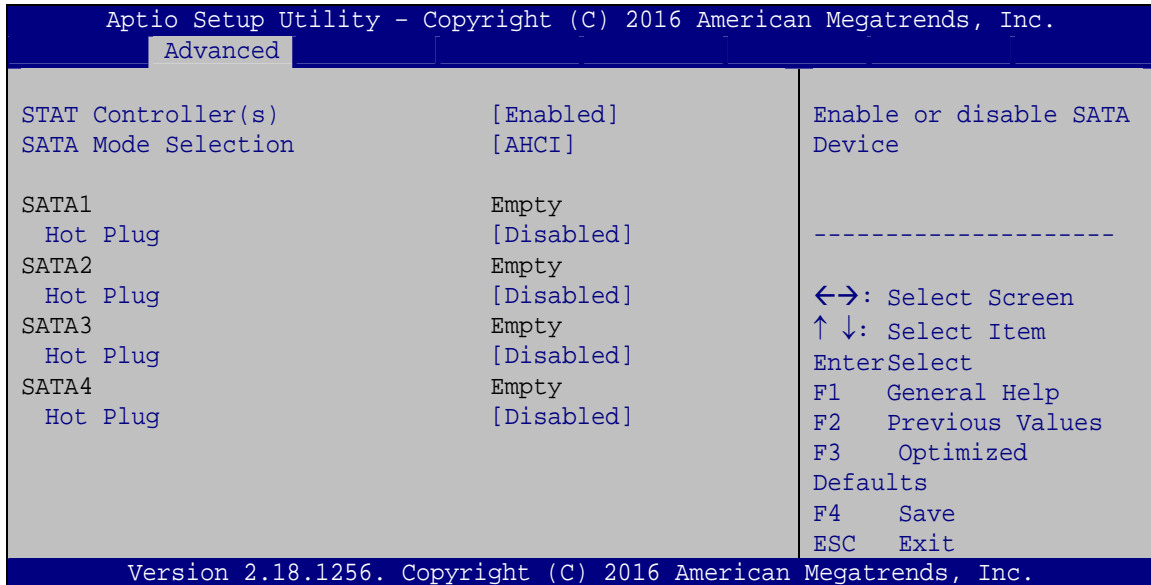 Aptio Setup Utility – Copyright (C) 2016 American Megatrends, Inc.
Advanced
STAT Controller(s) [Enabled]
SATA Mode Selection [AHCI]
SATA1 Empty
Hot Plug [Disabled]
SATA2 Empty
Hot Plug [Disabled]
SATA3 Empty
Hot Plug [Disabled]
SATA4 Empty
Hot Plug [Disabled]
Enable or disable SATA
Device
---------------------
←→: Select Screen
↑ ↓: Select Item
EnterSelect
F1 General Help
F2 Previous Values
F3 Optimized
Defaults
F4 Save
ESC Exit
Version 2.18.1256. Copyright (C) 2016 American Megatrends, Inc.